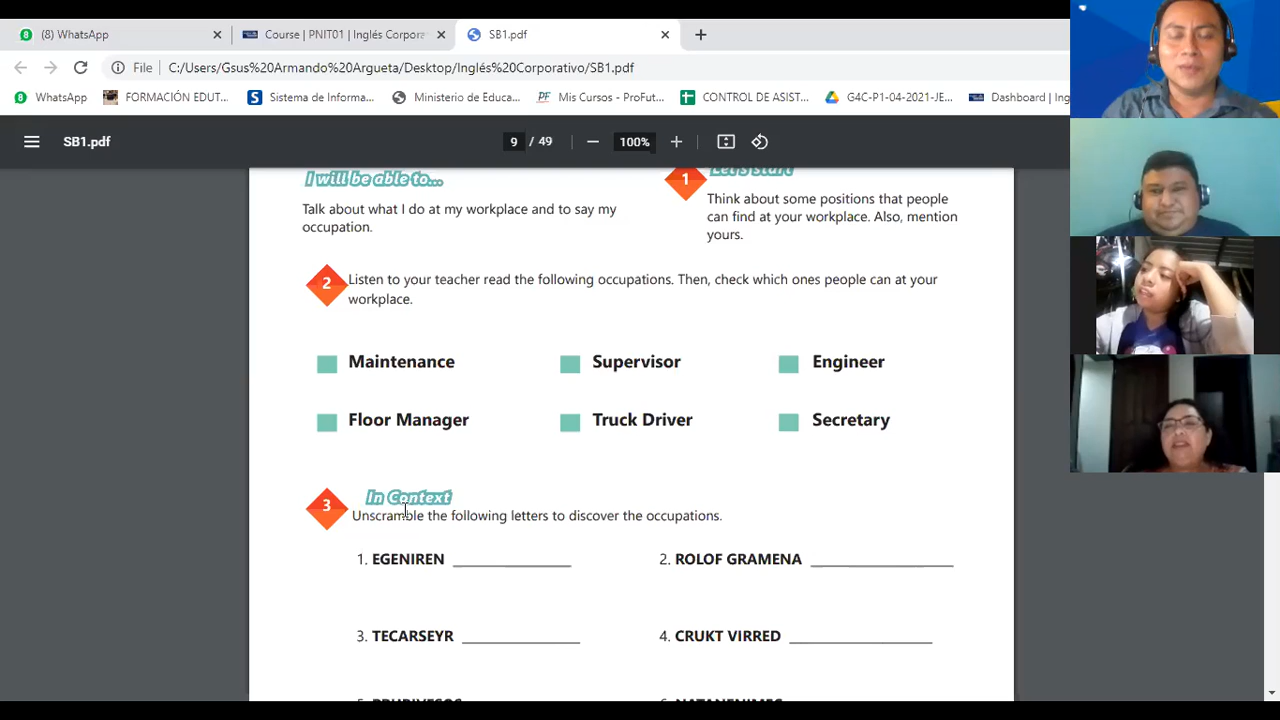 (8) WhatsApp
Course | PNIT01 | Inglés Corpora
SB1.pdf
File
C:/Users/Gsus%20Armando%20Argueta/Desktop/Inglés%20Corporativo/SB1.pdf
WhatsApp
FORMACIÓN EDUT...
Sistema de Informa...
Ministerio de Educa...
Mis Cursos - ProFut...
CONTROL DE ASIST...
G4C-P1-04-2021-JE...
Dashboard | Ing
SB1.pdf
9 / 49
100%
I will be able to...
Talk about what I do at my workplace and to say my
occupation.
1
Let's start
Think about some positions that people
can find at your workplace. Also, mention
yours.
2
Listen to your teacher read the following occupations. Then, check which ones people can at your
workplace.
Maintenance
Supervisor
Engineer
Floor Manager
Truck Driver
Secretary
3
In Context
Unscramble the following letters to discover the occupations.
1. EGENIREN
2. ROLOF GRAMENA
3. TECARSEYR
4. CRUKT VIRRED